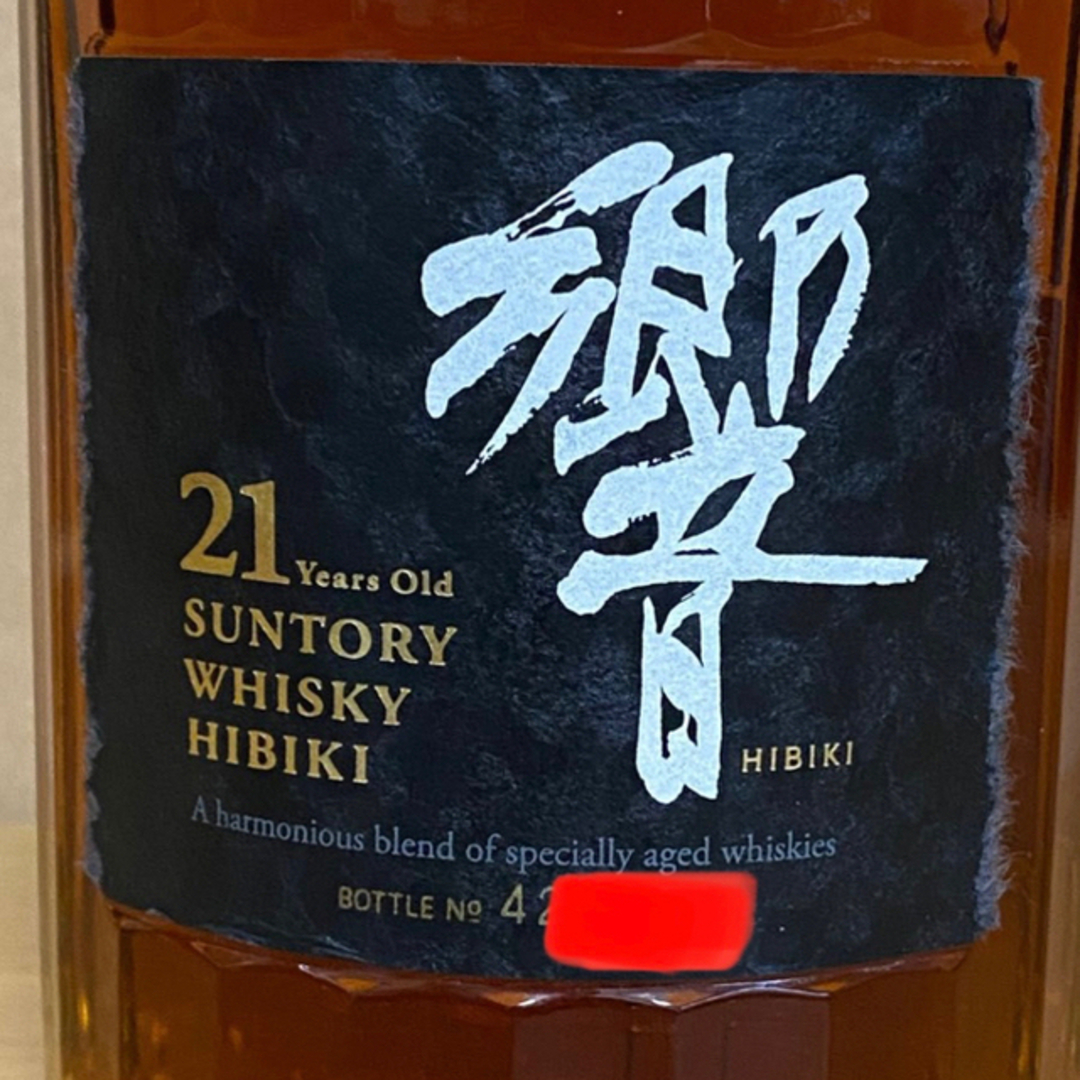 響
21 Years Old
SUNTORY
WHISKY
HIBIKI
HIBIKI
A harmonious blend of specially aged whiskies
BOTTLE Nº 42